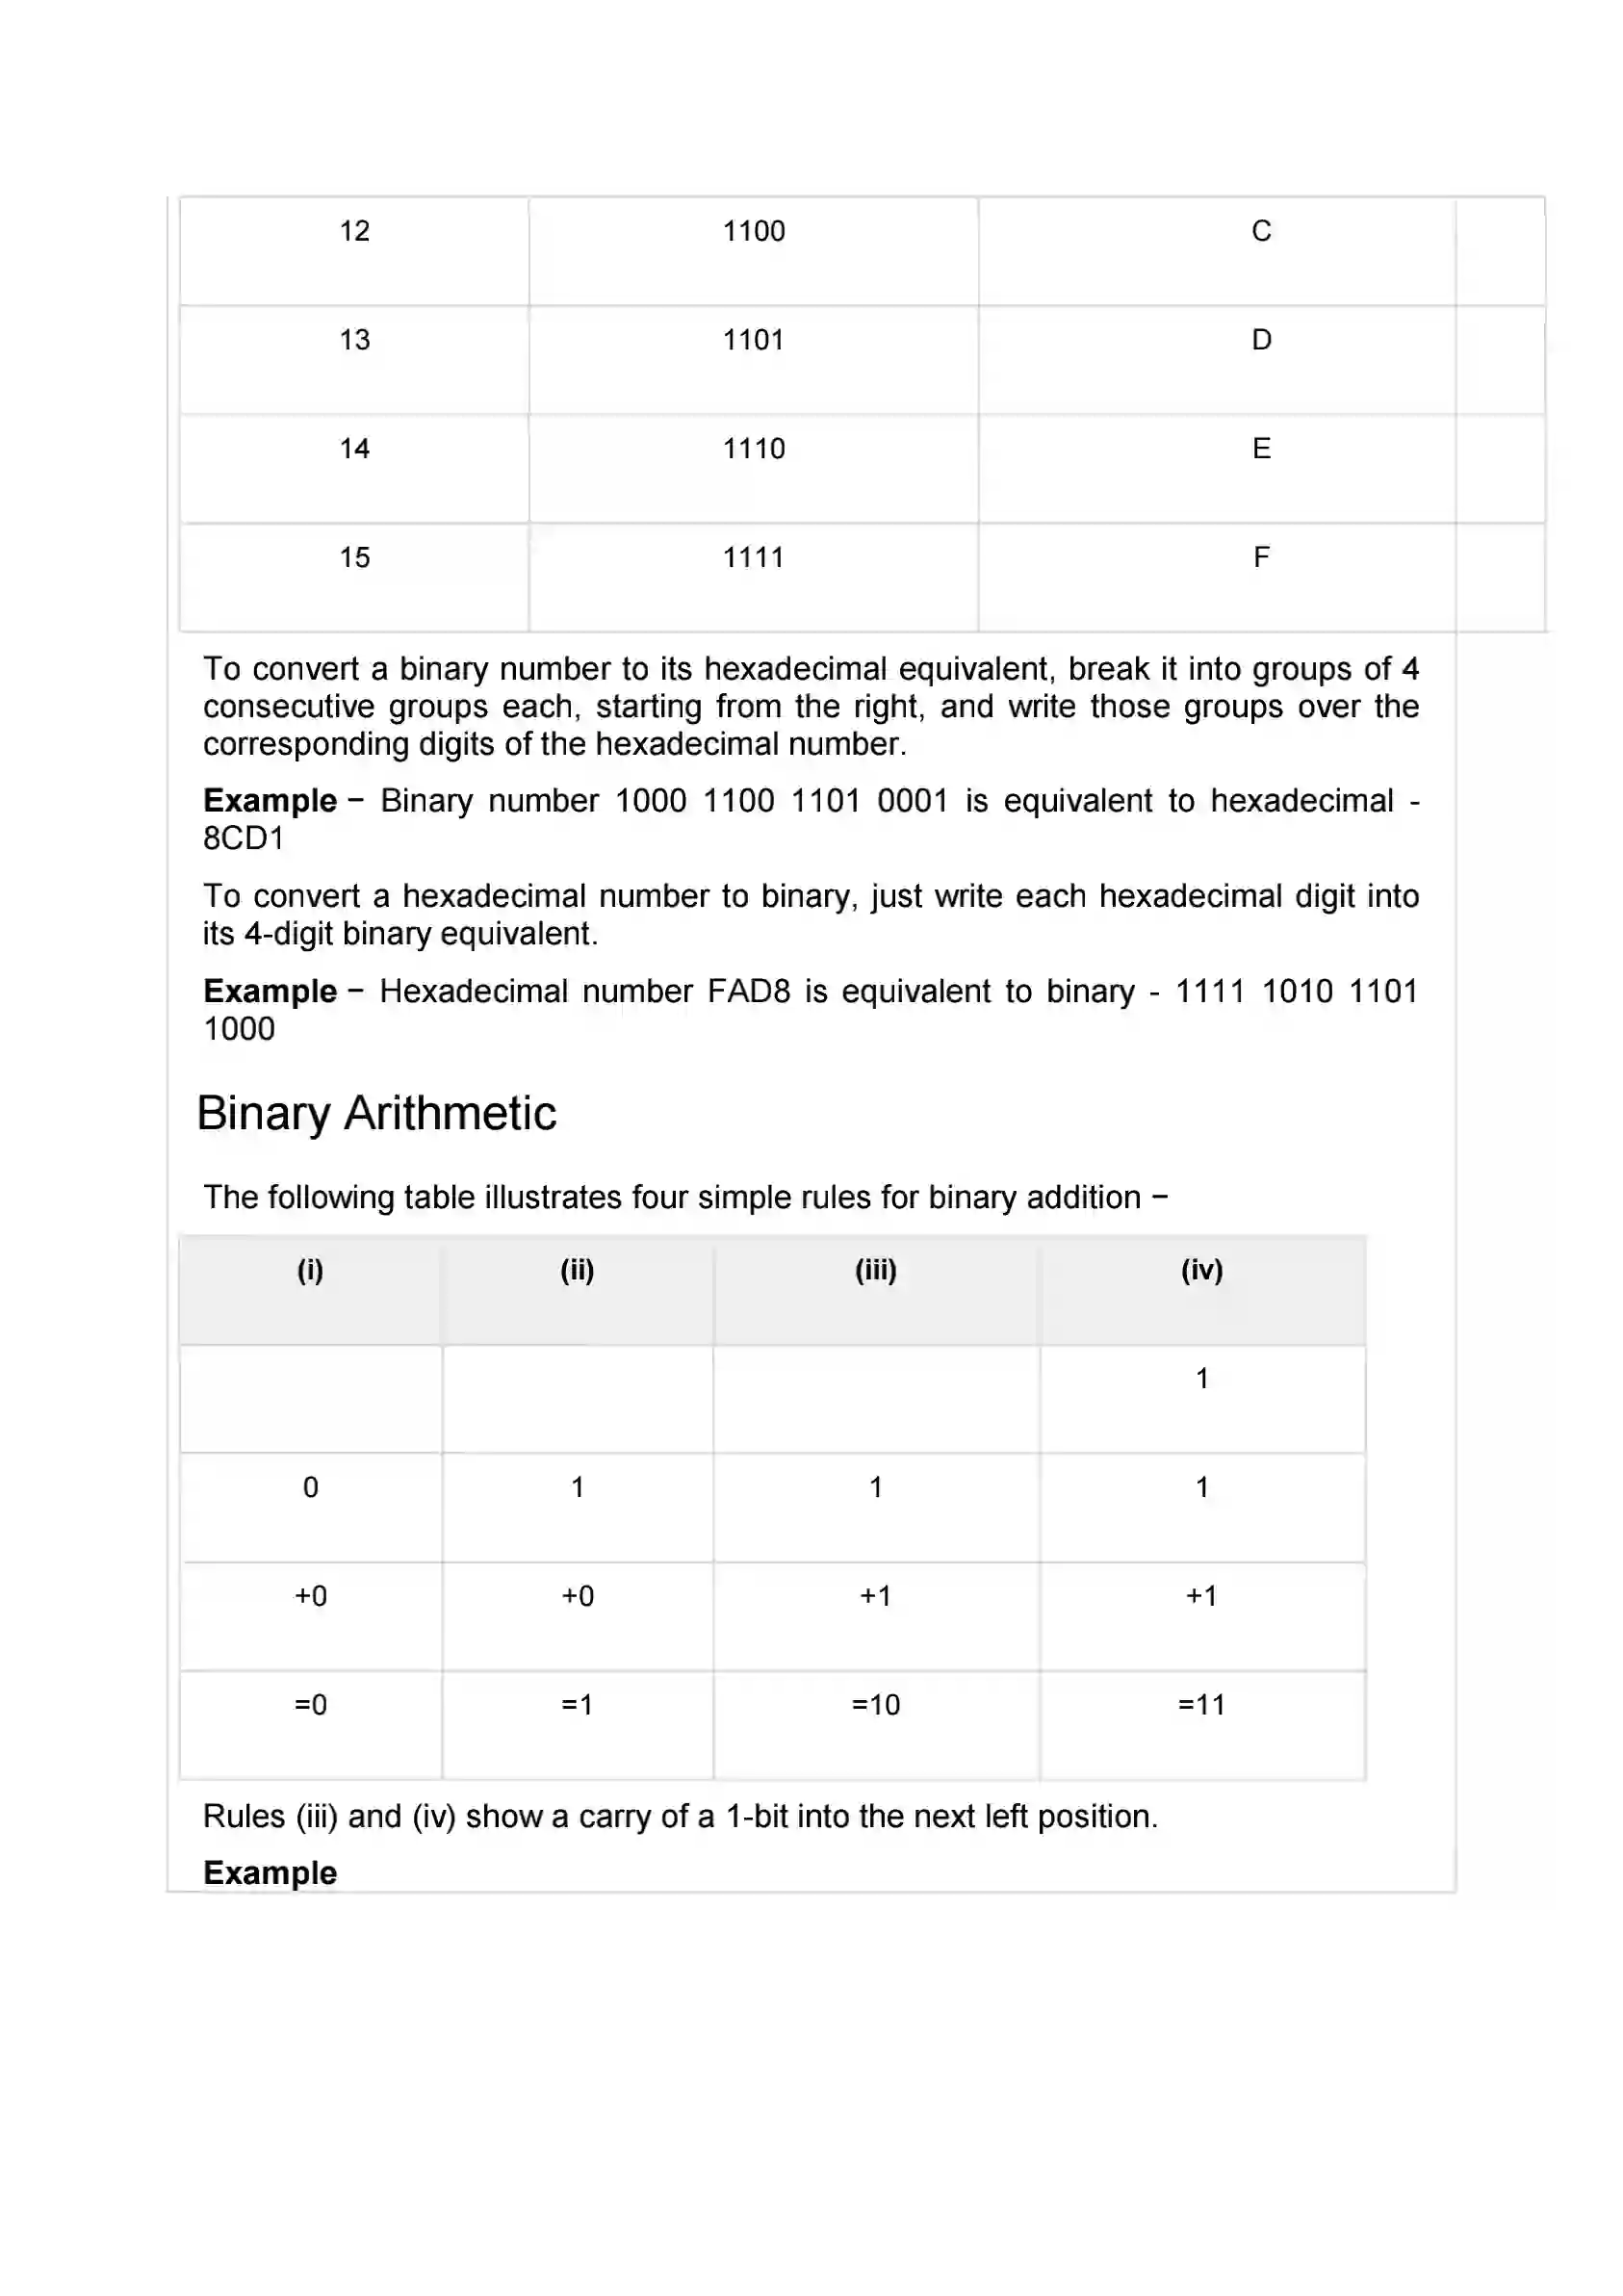 12 1100 C
13 1101 D
14 1110 E
15 1111 F
To convert a binary number to its hexadecimal equivalent, break it into groups of 4
consecutive groups each, starting from the right, and write those groups over the
corresponding digits of the hexadecimal number.
Example − Binary number 1000 1100 1101 0001 is equivalent to hexadecimal -
8CD1
To convert a hexadecimal number to binary, just write each hexadecimal digit into
its 4-digit binary equivalent.
Example − Hexadecimal number FAD8 is equivalent to binary - 1111 1010 1101
1000
Binary Arithmetic
The following table illustrates four simple rules for binary addition −
(i) (ii) (iii) (iv)
1
0 1 1 1
+0 +0 +1 +1
=0 =1 =10 =11
Rules (iii) and (iv) show a carry of a 1-bit into the next left position.
Example